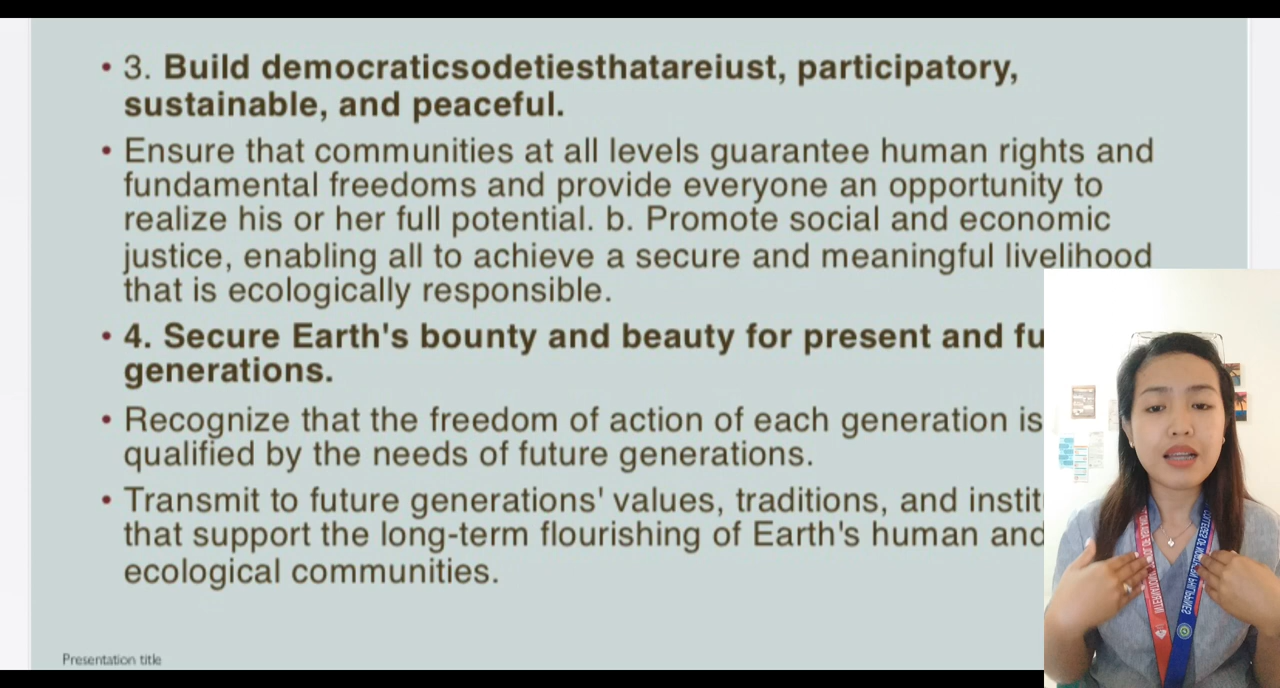 • 3. Build democraticsodetiesthatareiust, participatory,
sustainable, and peaceful.
• Ensure that communities at all levels guarantee human rights and
fundamental freedoms and provide everyone an opportunity to
realize his or her full potential. b. Promote social and economic
justice, enabling all to achieve a secure and meaningful livelihood
that is ecologically responsible.
• 4. Secure Earth's bounty and beauty for present and fu
generations.
• Recognize that the freedom of action of each generation is
qualified by the needs of future generations.
• Transmit to future generations' values, traditions, and instit
that support the long-term flourishing of Earth's human and
ecological communities.
Presentation title